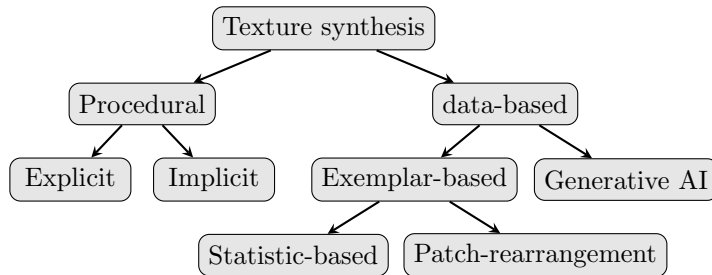 Texture synthesis
Procedural
data-based
Explicit
Implicit
Exemplar-based
Generative AI
Statistic-based
Patch-rearrangement